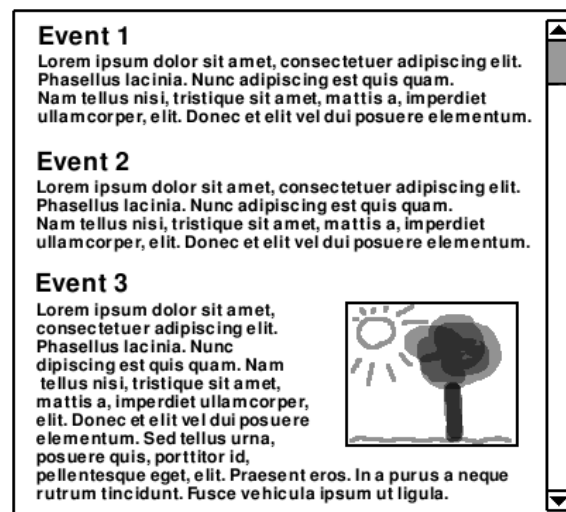 Event 1
Lorem ipsum dolor sit amet, consectetuer adipiscing elit.
Phasellus lacinia. Nunc adipiscing est quis quam.
Nam tellus nisi, tristique sit amet, mattis a, imperdiet
ullamcorper, elit. Donec et elit vel dui posuere elementum.
Event 2
Lorem ipsum dolor sit amet, consectetuer adipiscing elit.
Phasellus lacinia. Nunc adipiscing est quis quam.
Nam tellus nisi, tristique sit amet, mattis a, imperdiet
ullamcorper, elit. Donec et elit vel dui posuere elementum.
Event 3
Lorem ipsum dolor sit amet,
consectetuer adipiscing elit.
Phasellus lacinia. Nunc
dipiscing est quis quam. Nam
tellus nisi, tristique sit amet,
mattis a, imperdiet ullamcorper,
elit. Donec et elit vel dui posuere
elementum. Sed tellus urna,
posuere quis, porttitor id,
pellentesque eget, elit. Praesent eros. In a purus a neque
rutrum tincidunt. Fusce vehicula ipsum ut ligula.